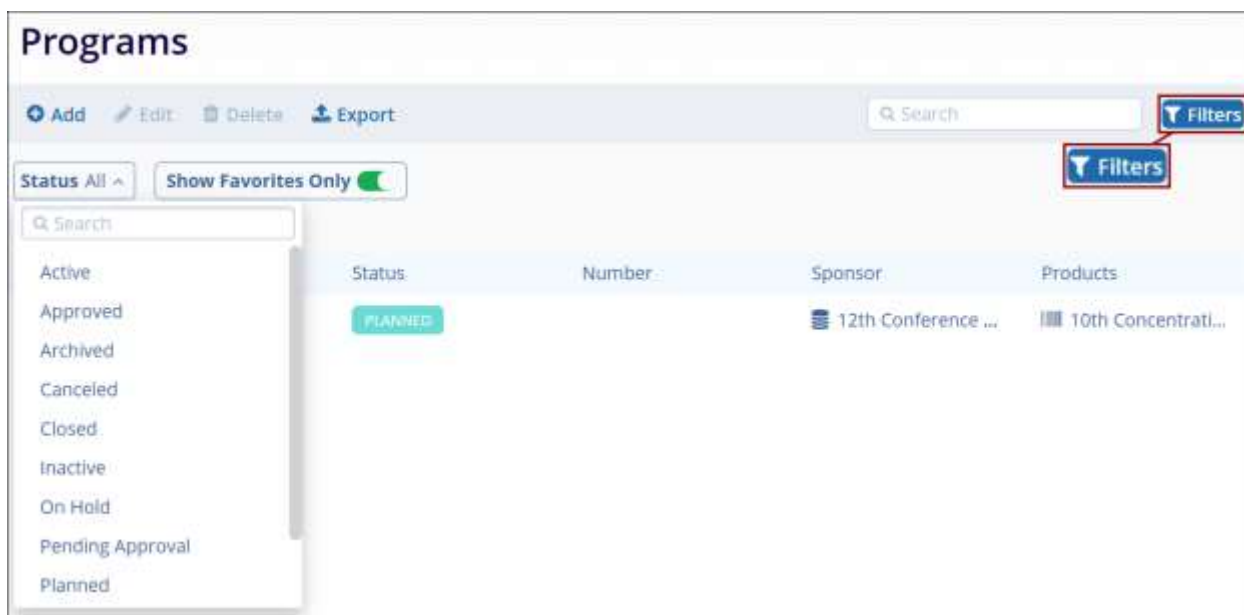 Programs
Add Edit Delete Export Search Filters
Filters
Status All Show Favorites Only
Search
Active Status Number Sponsor Products
Approved PLANNED 12th Conference ... 10th Concentrati...
Archived
Canceled
Closed
Inactive
On Hold
Pending Approval
Planned